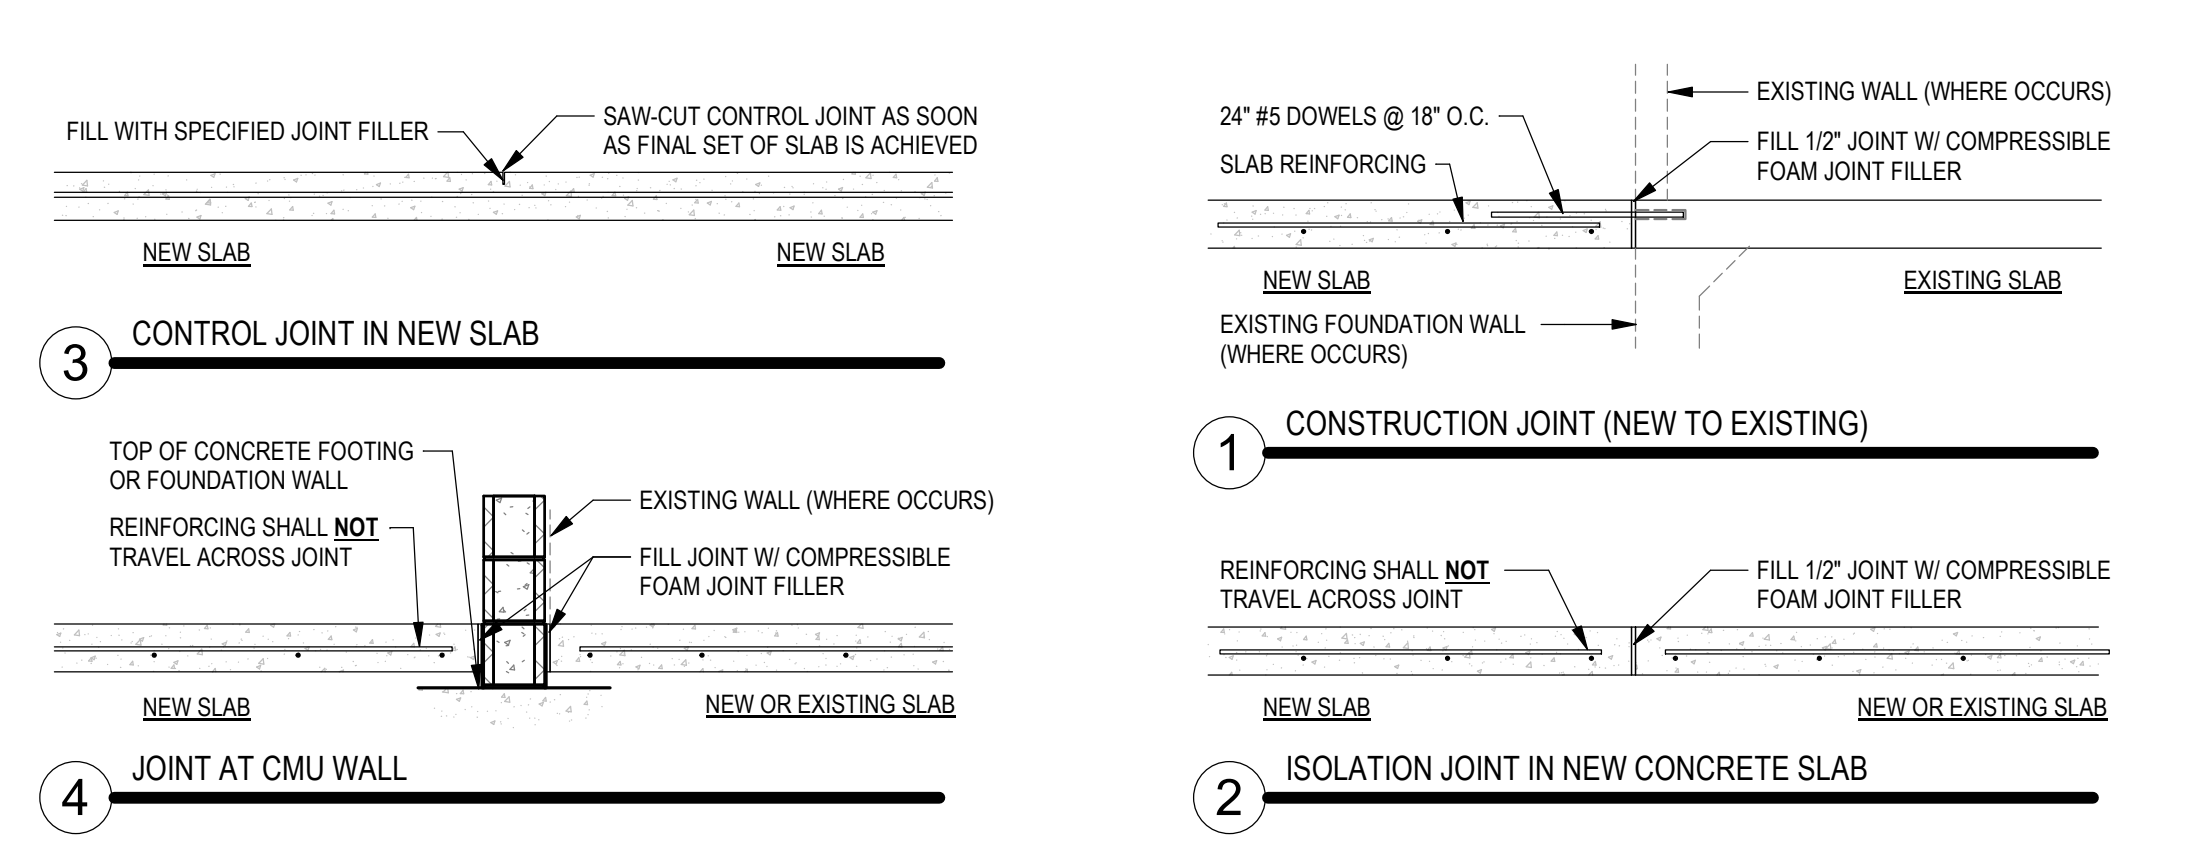 FILL WITH SPECIFIED JOINT FILLER
SAW-CUT CONTROL JOINT AS SOON
AS FINAL SET OF SLAB IS ACHIEVED
NEW SLAB
NEW SLAB
3
CONTROL JOINT IN NEW SLAB
24" #5 DOWELS @ 18" O.C.
SLAB REINFORCING
EXISTING WALL (WHERE OCCURS)
FILL 1/2" JOINT W/ COMPRESSIBLE
FOAM JOINT FILLER
NEW SLAB
EXISTING SLAB
EXISTING FOUNDATION WALL
(WHERE OCCURS)
1
CONSTRUCTION JOINT (NEW TO EXISTING)
TOP OF CONCRETE FOOTING
OR FOUNDATION WALL
REINFORCING SHALL NOT
TRAVEL ACROSS JOINT
EXISTING WALL (WHERE OCCURS)
FILL JOINT W/ COMPRESSIBLE
FOAM JOINT FILLER
NEW SLAB
NEW OR EXISTING SLAB
4
JOINT AT CMU WALL
REINFORCING SHALL NOT
TRAVEL ACROSS JOINT
FILL 1/2" JOINT W/ COMPRESSIBLE
FOAM JOINT FILLER
NEW SLAB
NEW OR EXISTING SLAB
2
ISOLATION JOINT IN NEW CONCRETE SLAB